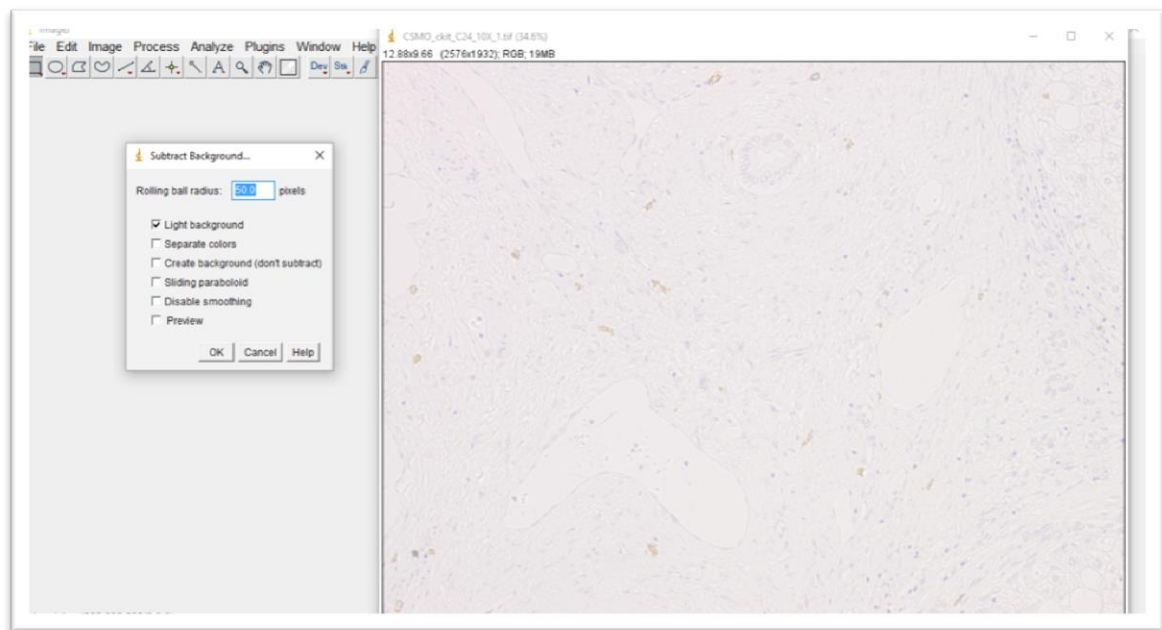 File Edit Image Process Analyze Plugins Window Help
Dev Stk
CSMO_ckit_C24_10X_1.tif (34.6%)
12.88x9.66 (2576x1932); RGB; 19MB
Subtract Background...
Rolling ball radius: 50.0 pixels
Light background
Separate colors
Create background (don't subtract)
Sliding paraboloid
Disable smoothing
Preview
OK Cancel Help